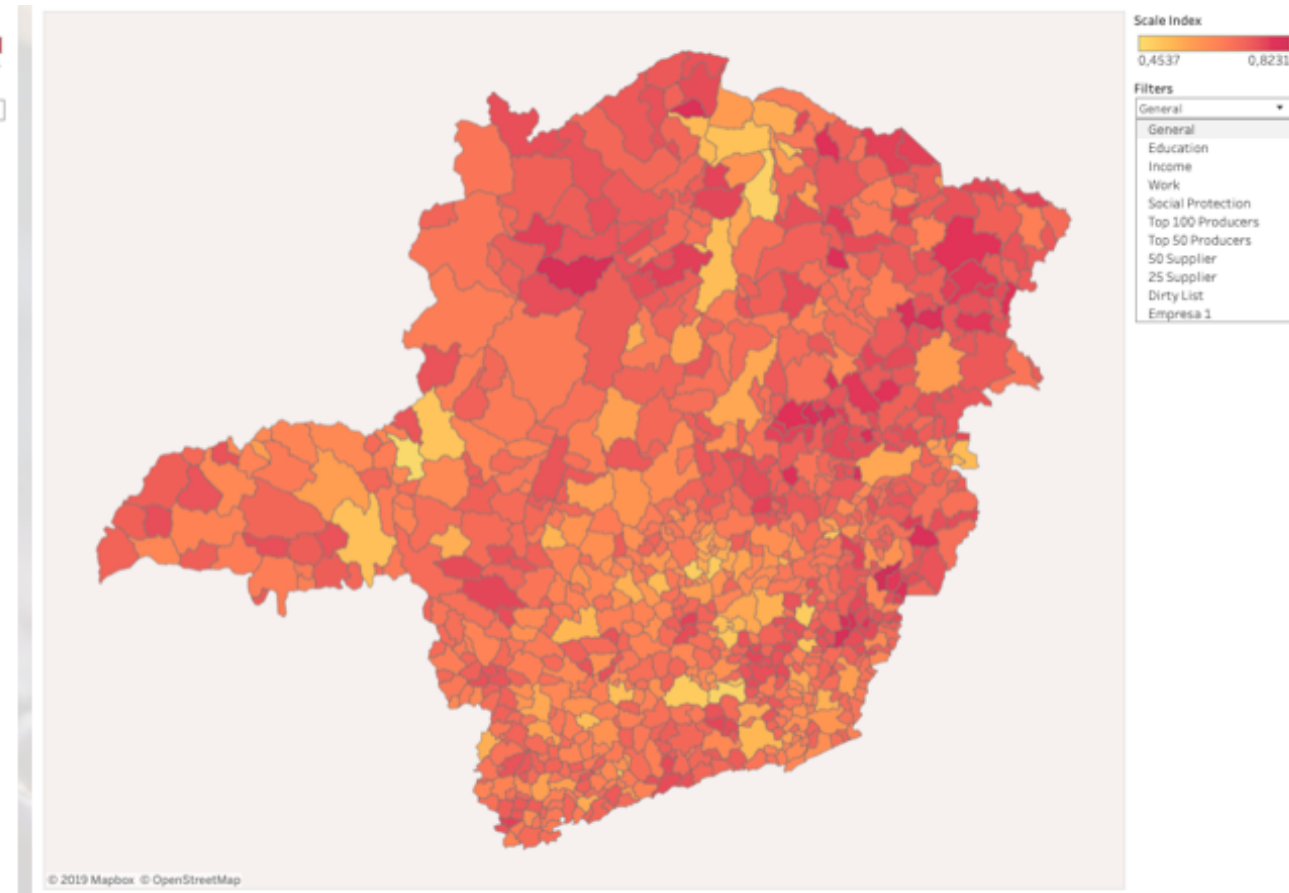 Scale Index
0,4537 0,8231
Filters
General
General
Education
Income
Work
Social Protection
Top 100 Producers
Top 50 Producers
50 Supplier
25 Supplier
Dirty List
Empresa 1
© 2019 Mapbox © OpenStreetMap